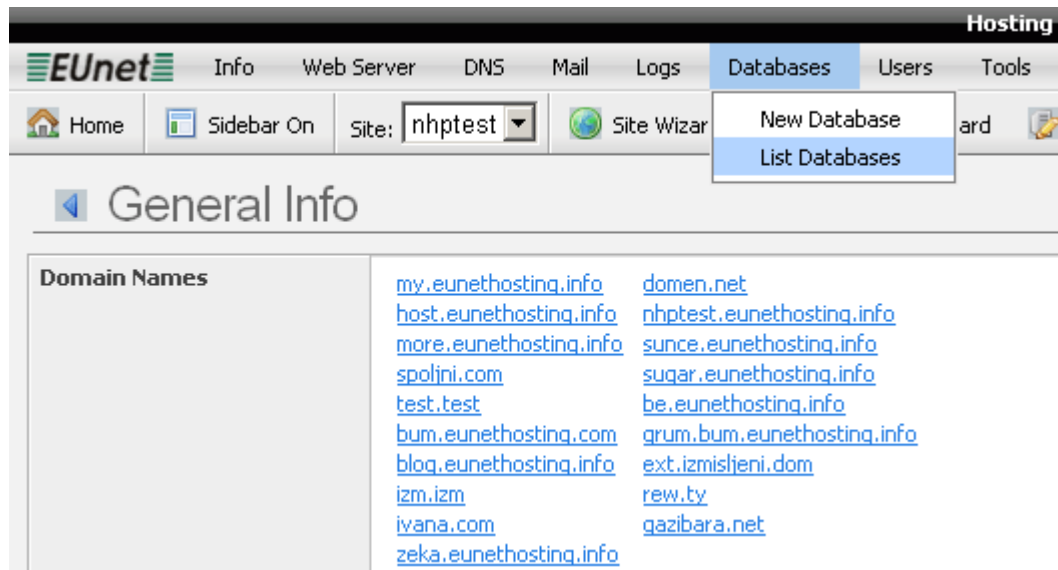 Hosting
EUnet Info Web Server DNS Mail Logs Databases Users Tools
Home Sidebar On Site: nhptest Site Wizar New Database ard
List Databases
General Info
Domain Names
my.eunethosting.info domen.net
host.eunethosting.info nhptest.eunethosting.info
more.eunethosting.info sunce.eunethosting.info
spoljni.com sugar.eunethosting.info
test.test be.eunethosting.info
bum.eunethosting.com grum.bum.eunethosting.info
blog.eunethosting.info ext.izmisljeni.dom
izm.izm rew.ty
ivana.com gazibara.net
zeka.eunethosting.info